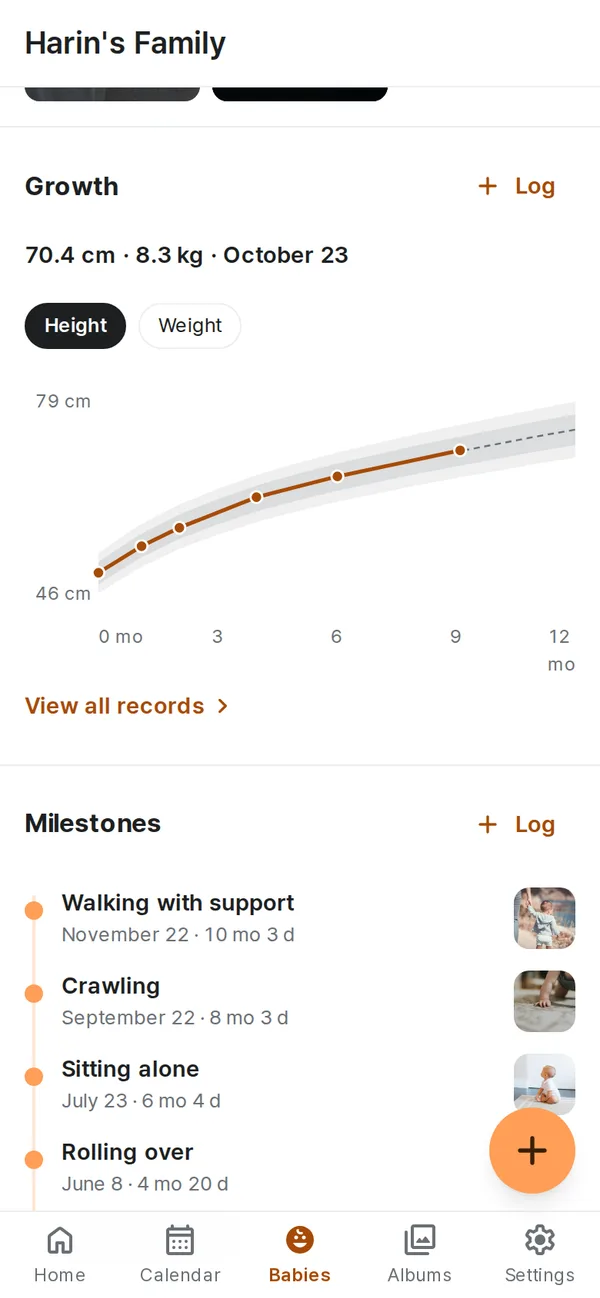 Harin's Family
Growth
+ Log
70.4 cm · 8.3 kg · October 23
Height
Weight
79 cm
46 cm
0 mo
3
6
9
12 mo
View all records
Milestones
+ Log
Walking with support
November 22 · 10 mo 3 d
Crawling
September 22 · 8 mo 3 d
Sitting alone
July 23 · 6 mo 4 d
Rolling over
June 8 · 4 mo 20 d
Home
Calendar
Babies
Albums
Settings